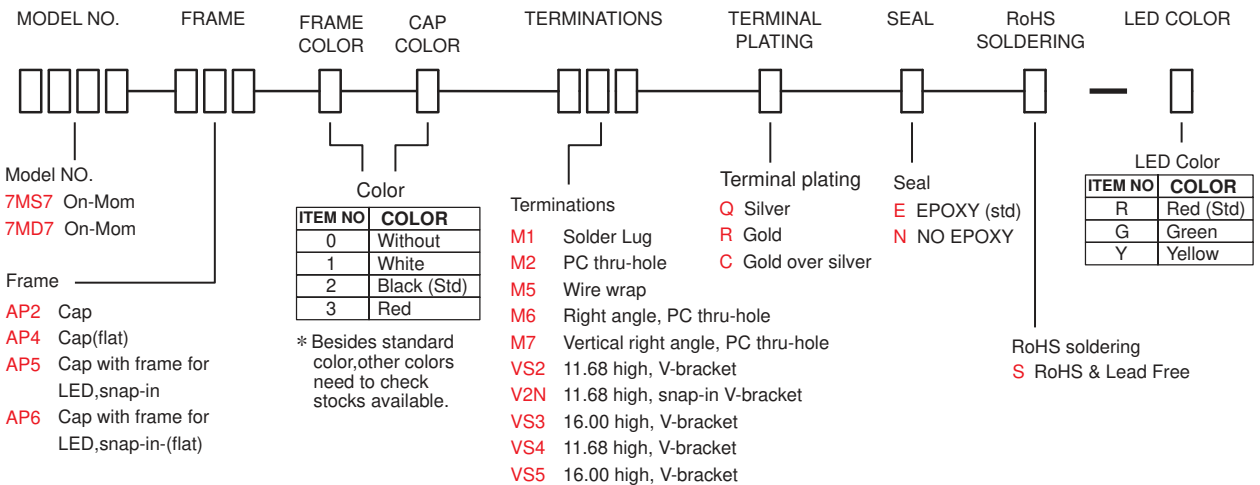 MODEL NO.
FRAME
FRAME
COLOR
CAP
COLOR
TERMINATIONS
TERMINAL
PLATING
SEAL
RoHS
SOLDERING
LED COLOR
Model NO.
7MS7 On-Mom
7MD7 On-Mom
Frame
AP2 Cap
AP4 Cap(flat)
AP5 Cap with frame for
LED,snap-in
AP6 Cap with frame for
LED,snap-in-(flat)
Color
ITEM NO COLOR
0 Without
1 White
2 Black (Std)
3 Red
* Besides standard
color,other colors
need to check
stocks available.
Terminations
M1 Solder Lug
M2 PC thru-hole
M5 Wire wrap
M6 Right angle, PC thru-hole
M7 Vertical right angle, PC thru-hole
VS2 11.68 high, V-bracket
V2N 11.68 high, snap-in V-bracket
VS3 16.00 high, V-bracket
VS4 11.68 high, V-bracket
VS5 16.00 high, V-bracket
Terminal plating
Q Silver
R Gold
C Gold over silver
Seal
E EPOXY (std)
N NO EPOXY
RoHS soldering
S RoHS & Lead Free
LED Color
ITEM NO COLOR
R Red (Std)
G Green
Y Yellow